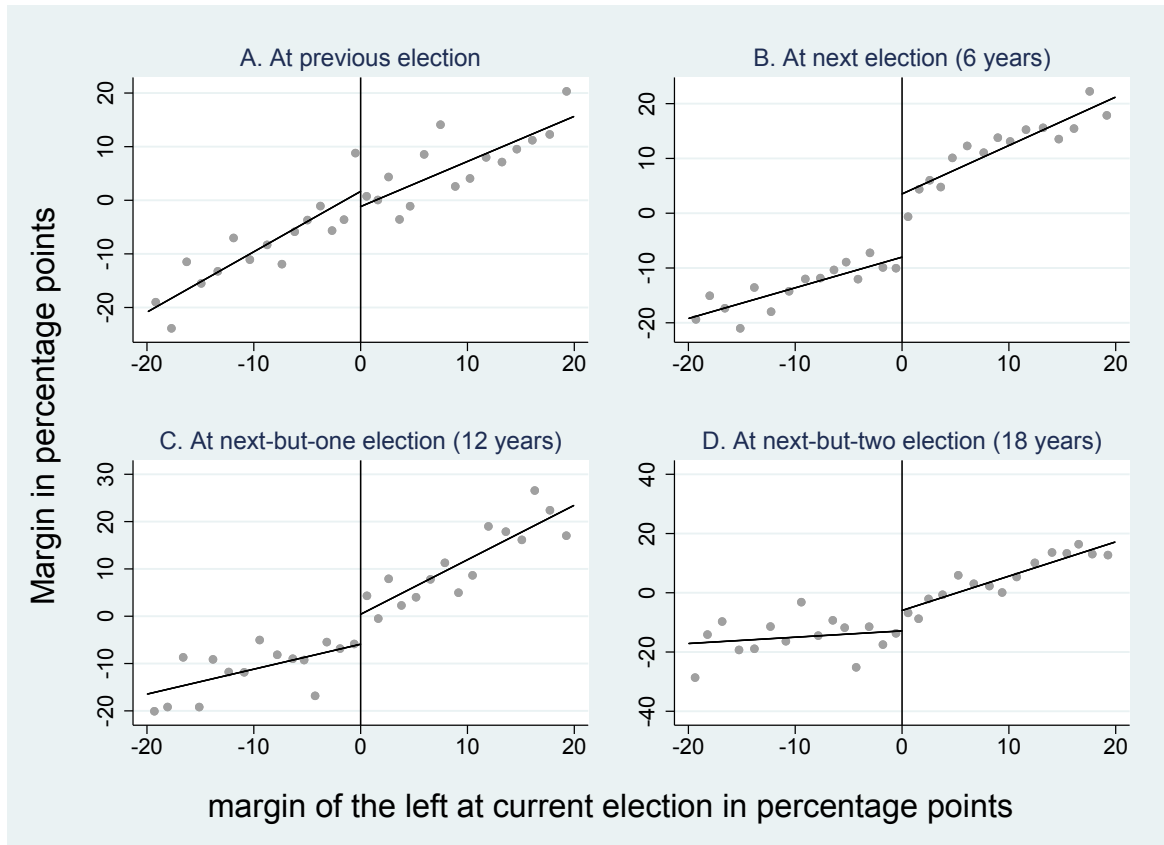 Margin in percentage points
A. At previous election
20
10
0
-10
-20
-20 -10 0 10 20
B. At next election (6 years)
20
10
0
-10
-20
-20 -10 0 10 20
C. At next-but-one election (12 years)
30
20
10
0
-10
-20
-20 -10 0 10 20
D. At next-but-two election (18 years)
40
20
0
-20
-40
-20 -10 0 10 20
margin of the left at current election in percentage points